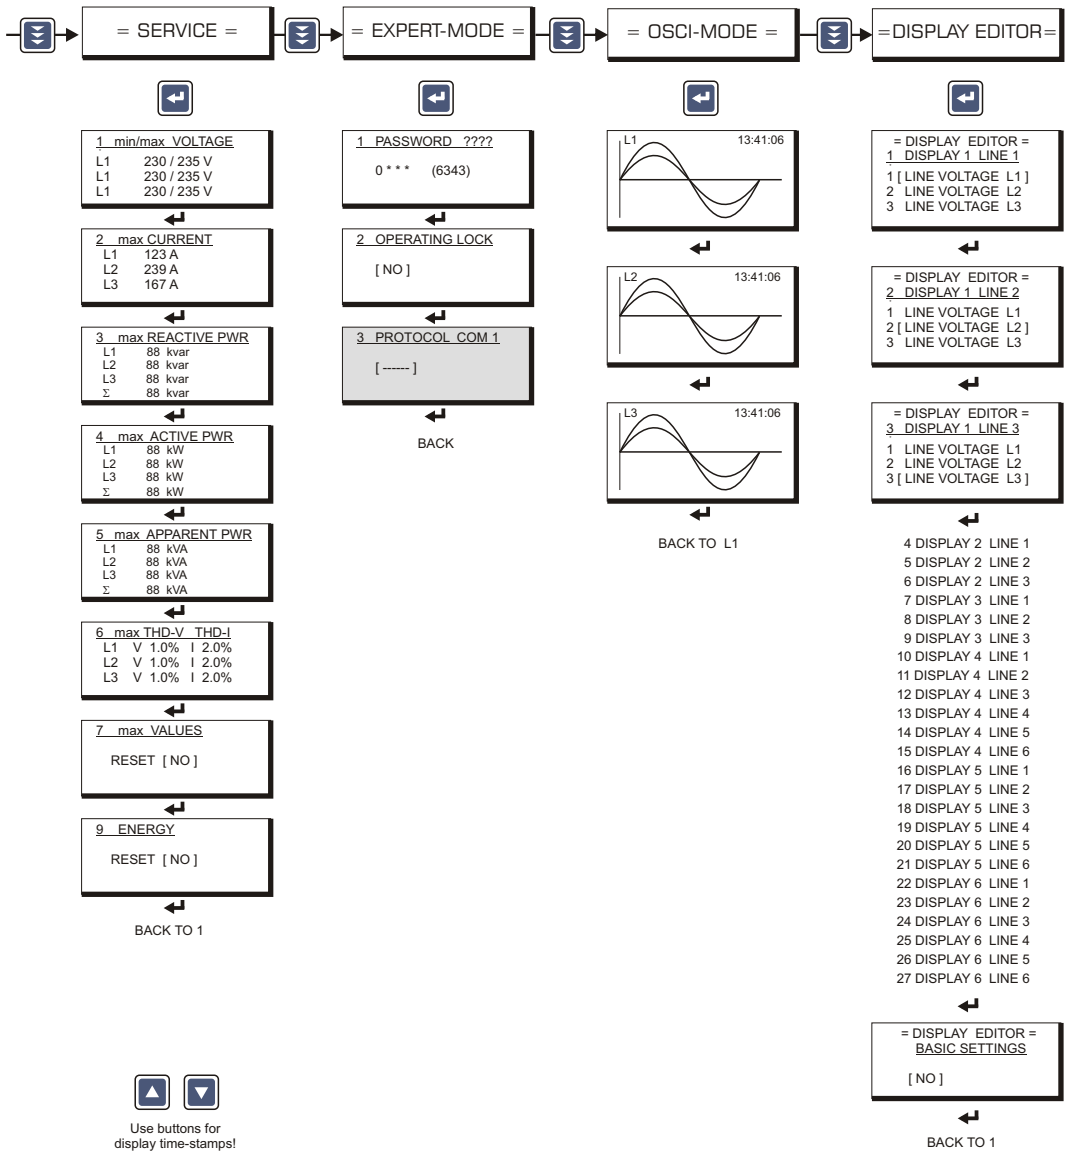 = SERVICE =
= EXPERT-MODE =
= OSCI-MODE =
=DISPLAY EDITOR=
1 min/max VOLTAGE
L1 230 / 235 V
L1 230 / 235 V
L1 230 / 235 V
2 max CURRENT
L1 123 A
L2 239 A
L3 167 A
3 max REACTIVE PWR
L1 88 kvar
L2 88 kvar
L3 88 kvar
Σ 88 kvar
4 max ACTIVE PWR
L1 88 kW
L2 88 kW
L3 88 kW
Σ 88 kW
5 max APPARENT PWR
L1 88 kVA
L2 88 kVA
L3 88 kVA
Σ 88 kVA
6 max THD-V THD-I
L1 V 1.0% I 2.0%
L2 V 1.0% I 2.0%
L3 V 1.0% I 2.0%
7 max VALUES
RESET [ NO ]
9 ENERGY
RESET [ NO ]
BACK TO 1
Use buttons for
display time-stamps!
1 PASSWORD ????
0 * * * (6343)
2 OPERATING LOCK
[ NO ]
3 PROTOCOL COM 1
[ ------ ]
BACK
L1 13:41:06
L2 13:41:06
L3 13:41:06
BACK TO L1
= DISPLAY EDITOR =
1 DISPLAY 1 LINE 1
1 [ LINE VOLTAGE L1 ]
2 LINE VOLTAGE L2
3 LINE VOLTAGE L3
= DISPLAY EDITOR =
2 DISPLAY 1 LINE 2
1 LINE VOLTAGE L1
2 [ LINE VOLTAGE L2 ]
3 LINE VOLTAGE L3
= DISPLAY EDITOR =
3 DISPLAY 1 LINE 3
1 LINE VOLTAGE L1
2 LINE VOLTAGE L2
3 [ LINE VOLTAGE L3 ]
4 DISPLAY 2 LINE 1
5 DISPLAY 2 LINE 2
6 DISPLAY 2 LINE 3
7 DISPLAY 3 LINE 1
8 DISPLAY 3 LINE 2
9 DISPLAY 3 LINE 3
10 DISPLAY 4 LINE 1
11 DISPLAY 4 LINE 2
12 DISPLAY 4 LINE 3
13 DISPLAY 4 LINE 4
14 DISPLAY 4 LINE 5
15 DISPLAY 4 LINE 6
16 DISPLAY 5 LINE 1
17 DISPLAY 5 LINE 2
18 DISPLAY 5 LINE 3
19 DISPLAY 5 LINE 4
20 DISPLAY 5 LINE 5
21 DISPLAY 5 LINE 6
22 DISPLAY 6 LINE 1
23 DISPLAY 6 LINE 2
24 DISPLAY 6 LINE 3
25 DISPLAY 6 LINE 4
26 DISPLAY 6 LINE 5
27 DISPLAY 6 LINE 6
= DISPLAY EDITOR =
BASIC SETTINGS
[ NO ]
BACK TO 1